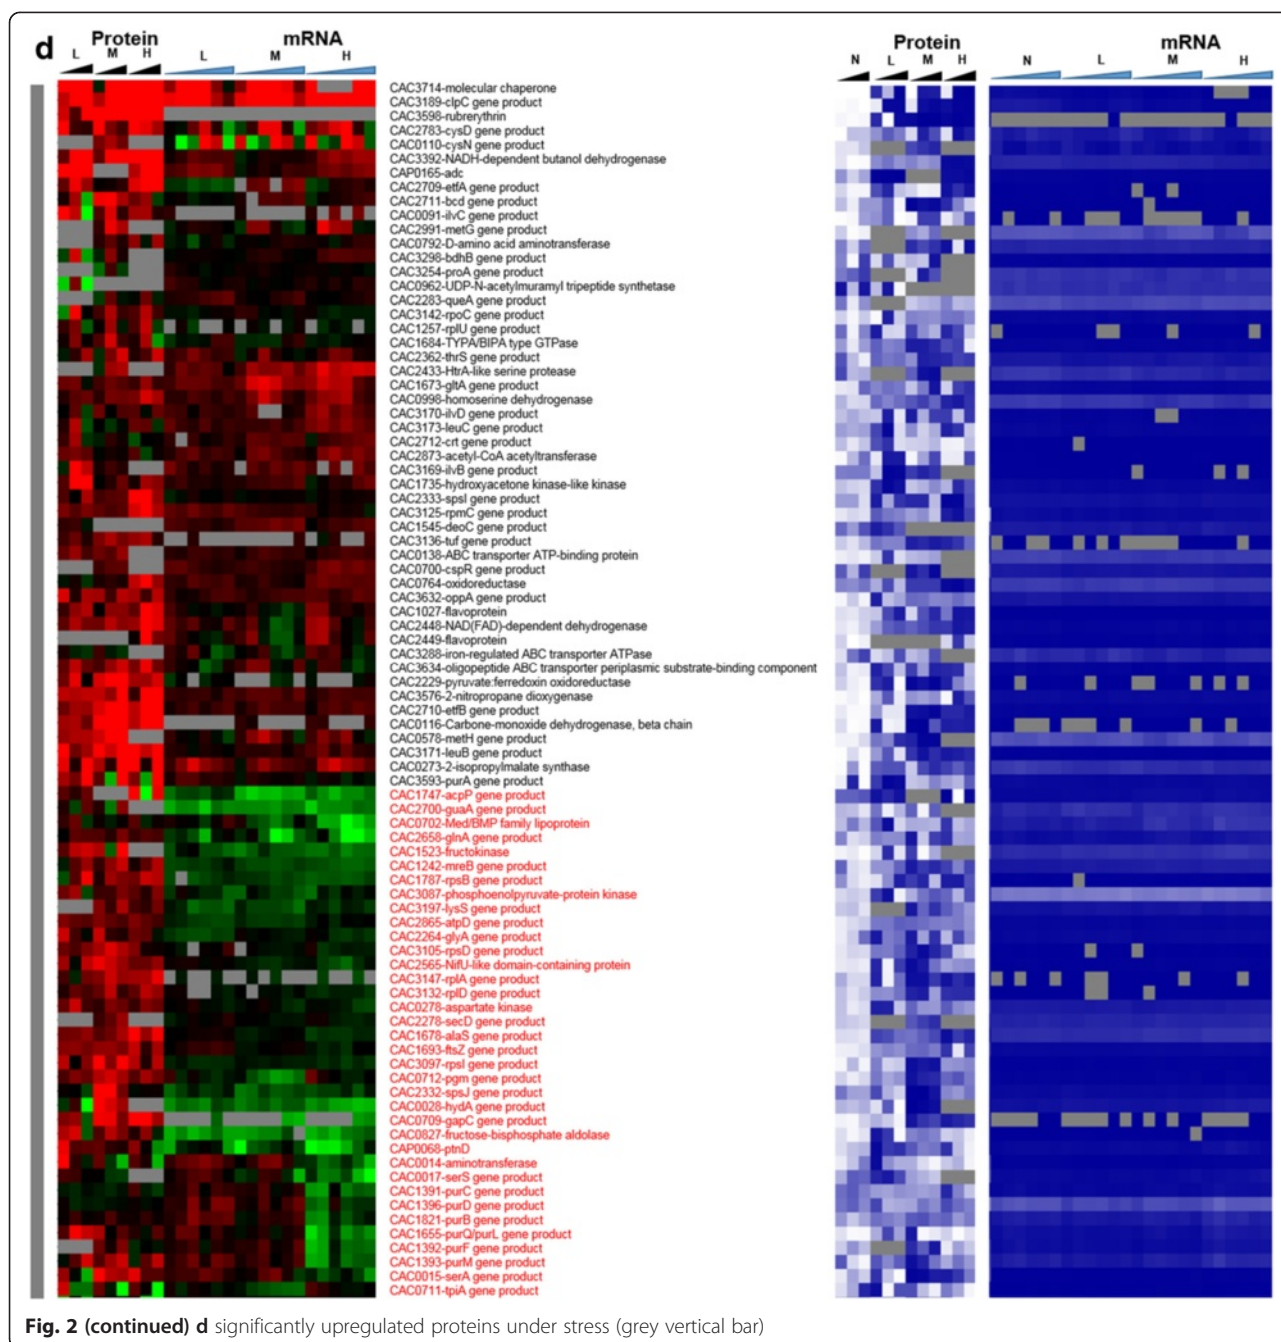 d
Protein mRNA
L M H L M H
Protein mRNA
N L M H N L M H
CAC3714-molecular chaperone
CAC3189-clpC gene product
CAC3598-rubrerythrin
CAC2783-cysD gene product
CAC0110-cysN gene product
CAC3392-NADH-dependent butanol dehydrogenase
CAP0165-adc
CAC2709-etfA gene product
CAC2711-bcd gene product
CAC0091-ilvC gene product
CAC2991-metG gene product
CAC0792-D-amino acid aminotransferase
CAC3298-bdhB gene product
CAC3254-proA gene product
CAC0962-UDP-N-acetylmuramyl tripeptide synthetase
CAC2283-queA gene product
CAC3142-rpoC gene product
CAC1257-rplU gene product
CAC1684-TYPA/BIPA type GTPase
CAC2362-thrS gene product
CAC2433-HtrA-like serine protease
CAC1673-gltA gene product
CAC0998-homoserine dehydrogenase
CAC3170-ilvD gene product
CAC3173-leuC gene product
CAC2712-crt gene product
CAC2873-acetyl-CoA acetyltransferase
CAC3169-ilvB gene product
CAC1735-hydroxyacetone kinase-like kinase
CAC2333-spsI gene product
CAC3125-rpmC gene product
CAC1545-deoC gene product
CAC3136-tuf gene product
CAC0138-ABC transporter ATP-binding protein
CAC0700-cspR gene product
CAC0764-oxidoreductase
CAC3632-oppA gene product
CAC1027-flavoprotein
CAC2448-NAD(FAD)-dependent dehydrogenase
CAC2449-flavoprotein
CAC3288-iron-regulated ABC transporter ATPase
CAC3634-oligopeptide ABC transporter periplasmic substrate-binding component
CAC2229-pyruvate:ferredoxin oxidoreductase
CAC3576-2-nitropropane dioxygenase
CAC2710-etfB gene product
CAC0116-Carbone-monoxide dehydrogenase, beta chain
CAC0578-metH gene product
CAC3171-leuB gene product
CAC0273-2-isopropylmalate synthase
CAC3593-purA gene product
CAC1747-acpP gene product
CAC2700-guaA gene product
CAC0702-Med/BMP family lipoprotein
CAC2658-glnA gene product
CAC1523-fructokinase
CAC1242-mreB gene product
CAC1787-rpsB gene product
CAC3087-phosphoenolpyruvate-protein kinase
CAC3197-lysS gene product
CAC2865-atpD gene product
CAC2264-glyA gene product
CAC3105-rpsD gene product
CAC2565-NifU-like domain-containing protein
CAC3147-rplA gene product
CAC3132-rplD gene product
CAC0278-aspartate kinase
CAC2278-secD gene product
CAC1678-alaS gene product
CAC1693-ftsZ gene product
CAC3097-rpsI gene product
CAC0712-pgm gene product
CAC2332-spsJ gene product
CAC0028-hydA gene product
CAC0709-gapC gene product
CAC0827-fructose-bisphosphate aldolase
CAP0068-ptnD
CAC0014-aminotransferase
CAC0017-serS gene product
CAC1391-purC gene product
CAC1396-purD gene product
CAC1821-purB gene product
CAC1655-purQ/purL gene product
CAC1392-purF gene product
CAC1393-purM gene product
CAC0015-serA gene product
CAC0711-tpiA gene product
Fig. 2 (continued) d significantly upregulated proteins under stress (grey vertical bar)